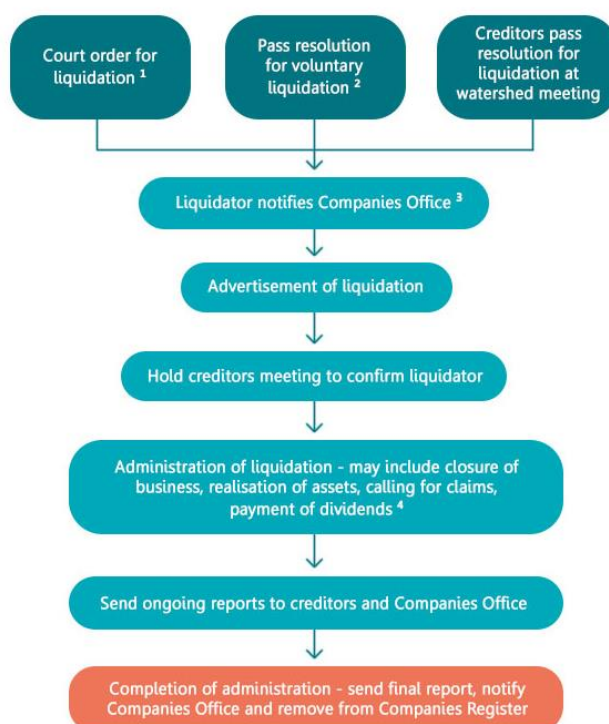 Court order for
liquidation 1
Pass resolution
for voluntary
liquidation 2
Creditors pass
resolution for
liquidation at
watershed meeting
Liquidator notifies Companies Office 3
Advertisement of liquidation
Hold creditors meeting to confirm liquidator
Administration of liquidation - may include closure of
business, realisation of assets, calling for claims,
payment of dividends 4
Send ongoing reports to creditors and Companies Office
Completion of administration - send final report, notify
Companies Office and remove from Companies Register